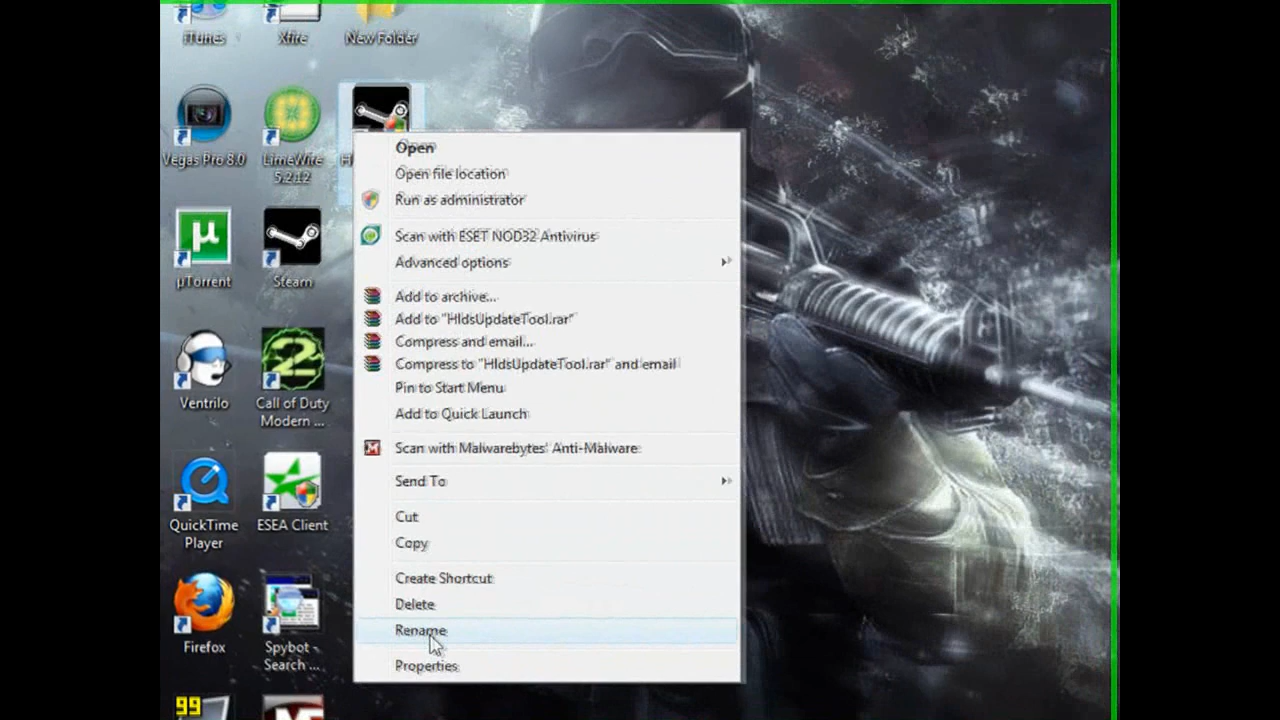 iTunes
Xfire
New Folder
Vegas Pro 8.0
LimeWire
5.2.12
µTorrent
Steam
Ventrilo
Call of Duty
Modern ...
QuickTime
Player
ESEA Client
Firefox
Spybot -
Search ...
99
Open
Open file location
Run as administrator
Scan with ESET NOD32 Antivirus
Advanced options
Add to archive...
Add to "HldsUpdateTool.rar"
Compress and email...
Compress to "HldsUpdateTool.rar" and email
Pin to Start Menu
Add to Quick Launch
Scan with Malwarebytes' Anti-Malware
Send To
Cut
Copy
Create Shortcut
Delete
Rename
Properties